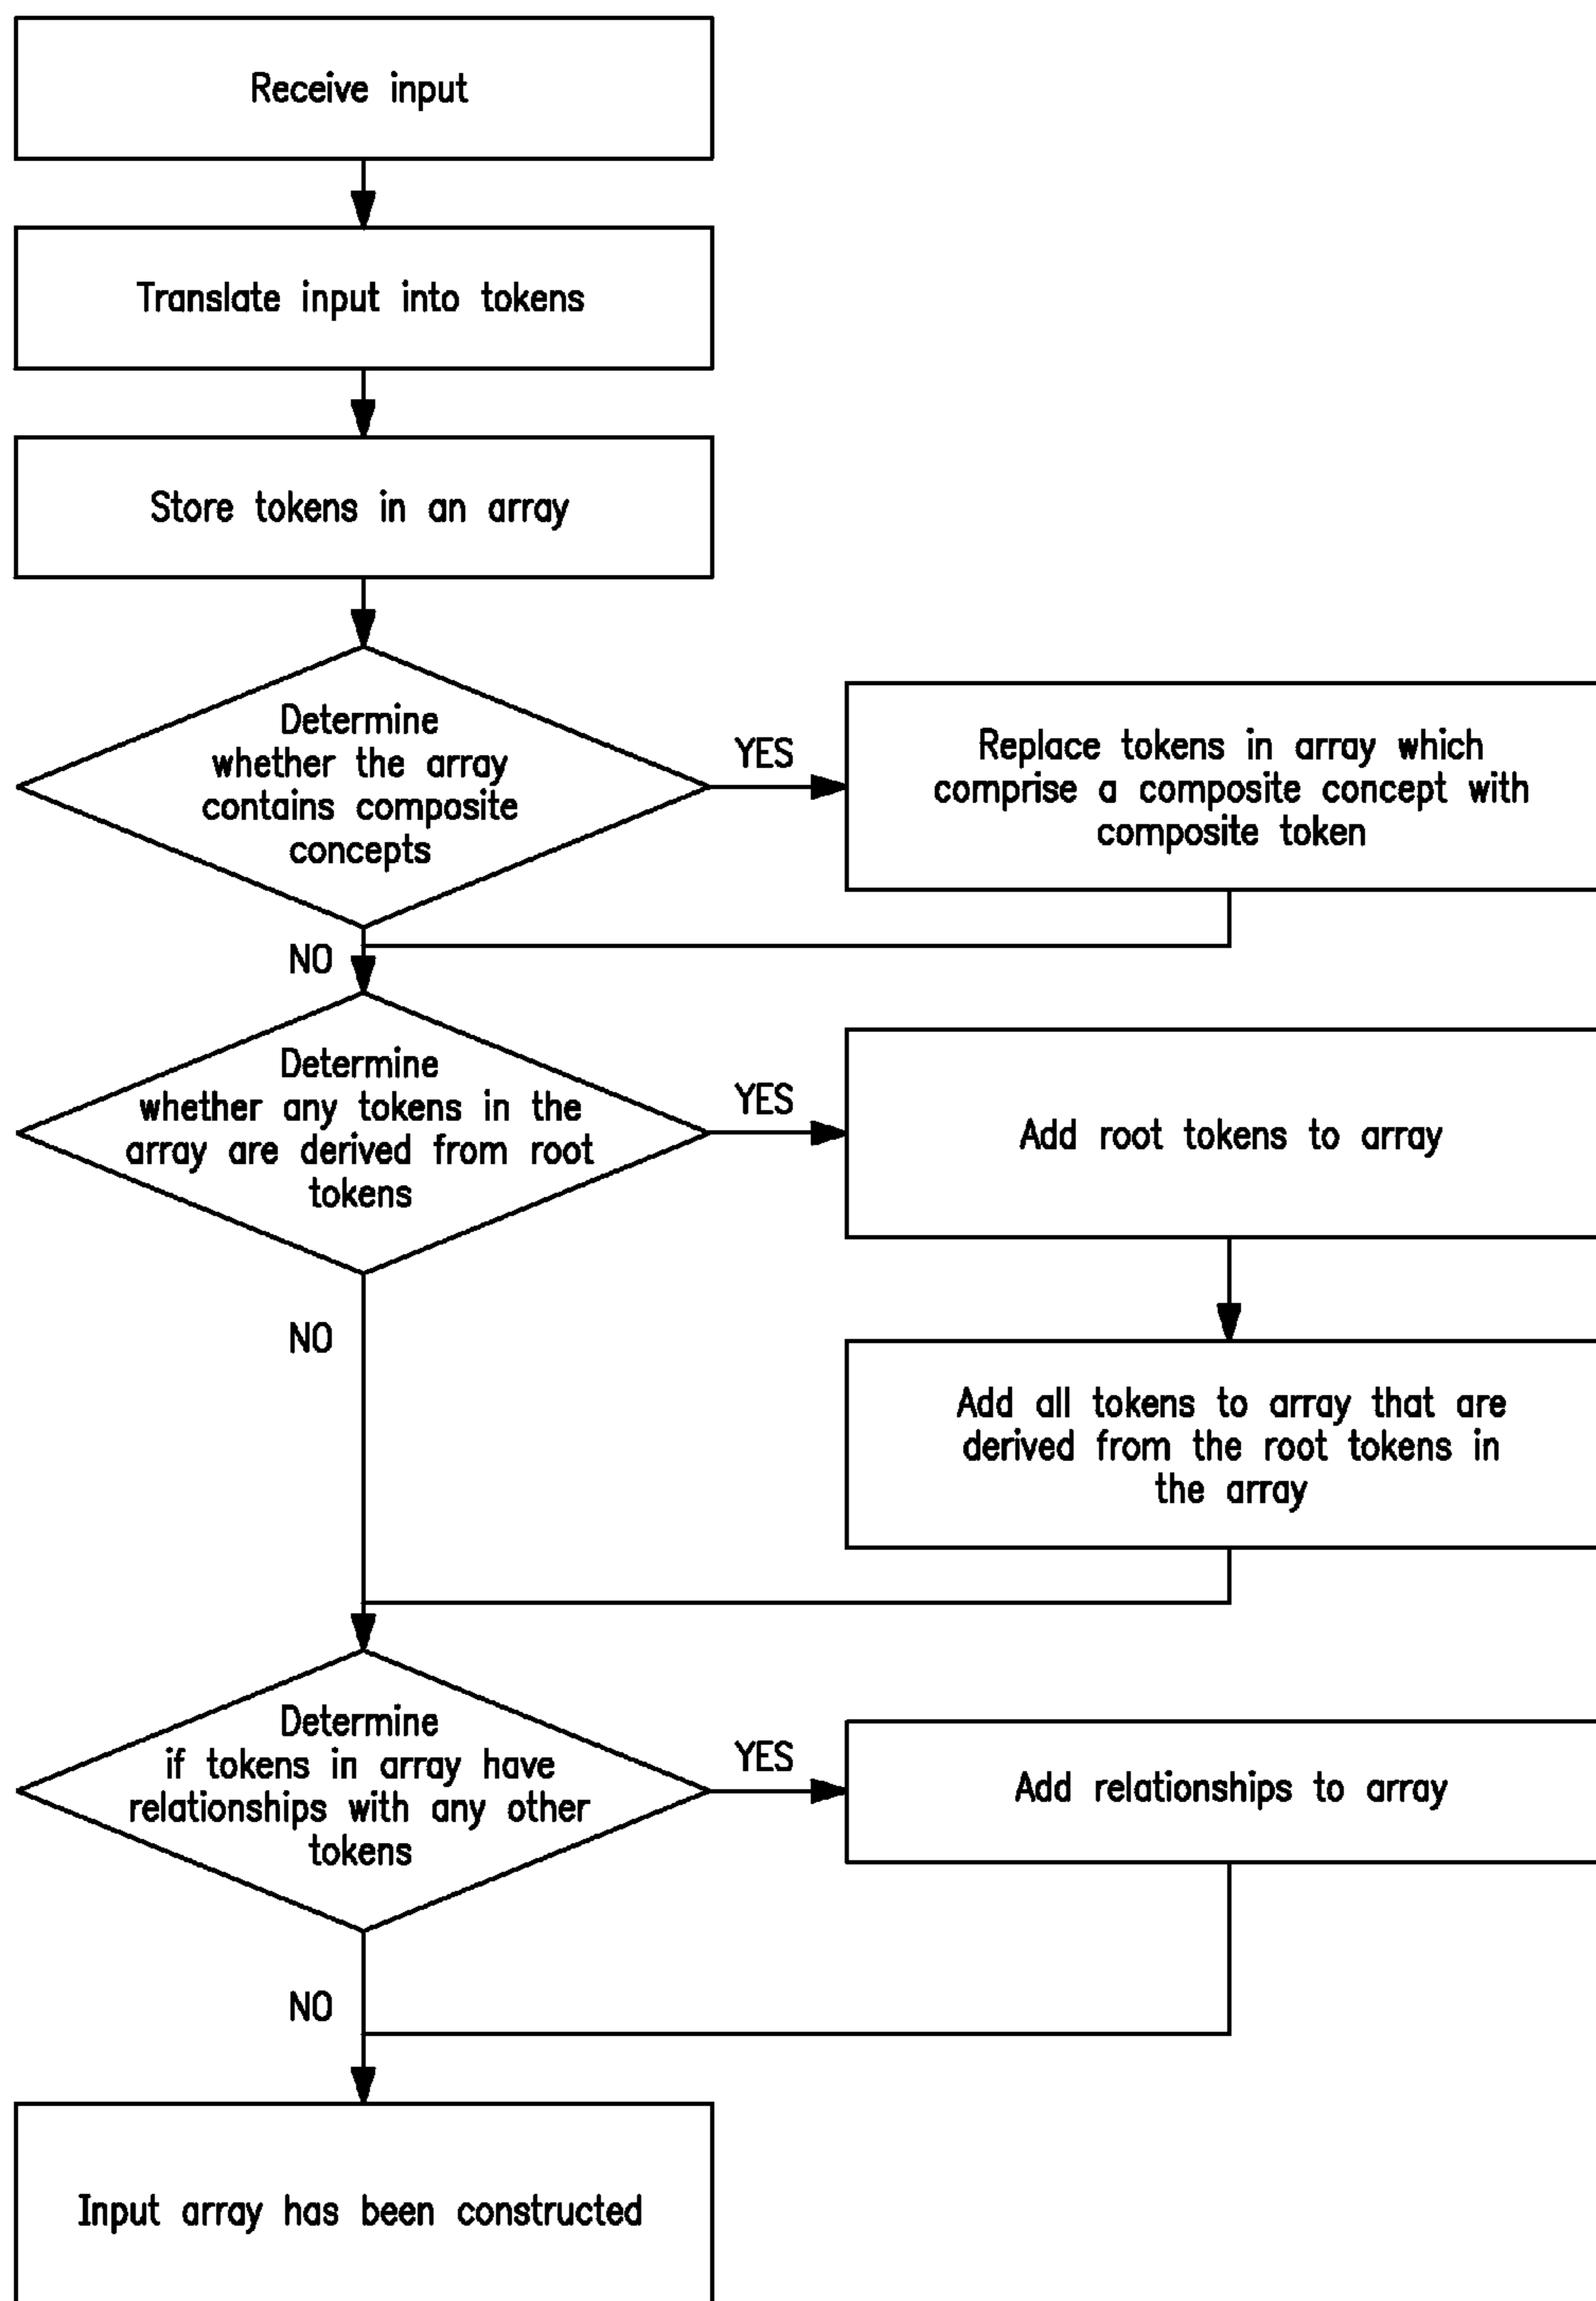 Receive input
Translate input into tokens
Store tokens in an array
Determine
whether the array
contains composite
concepts
YES
Replace tokens in array which
comprise a composite concept with
composite token
NO
Determine
whether any tokens in the
array are derived from root
tokens
YES
Add root tokens to array
NO
Add all tokens to array that are
derived from the root tokens in
the array
Determine
if tokens in array have
relationships with any other
tokens
YES
Add relationships to array
NO
Input array has been constructed